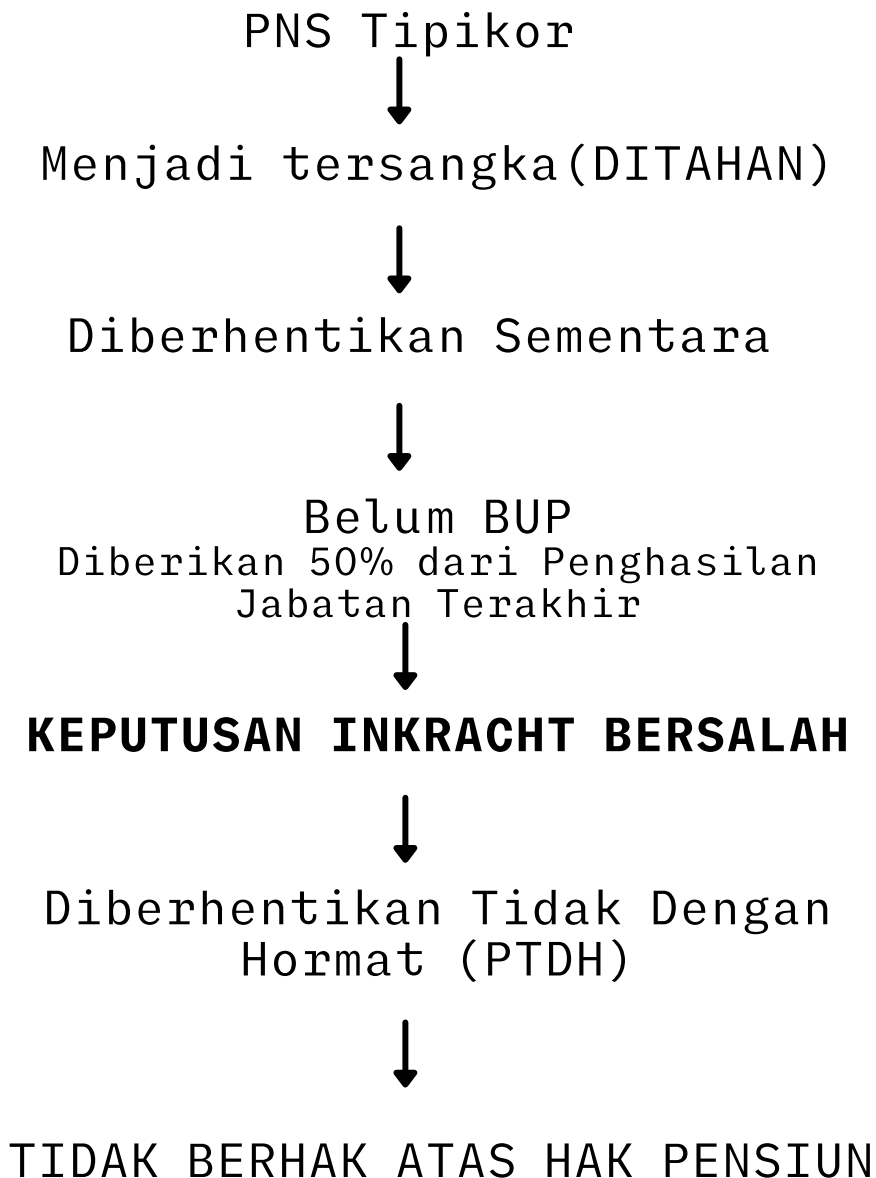 PNS Tipikor
Menjadi tersangka(DITAHAN)
Diberhentikan Sementara
Belum BUP
Diberikan 50% dari Penghasilan
Jabatan Terakhir
KEPUTUSAN INKRACHT BERSALAH
Diberhentikan Tidak Dengan
Hormat (PTDH)
TIDAK BERHAK ATAS HAK PENSIUN